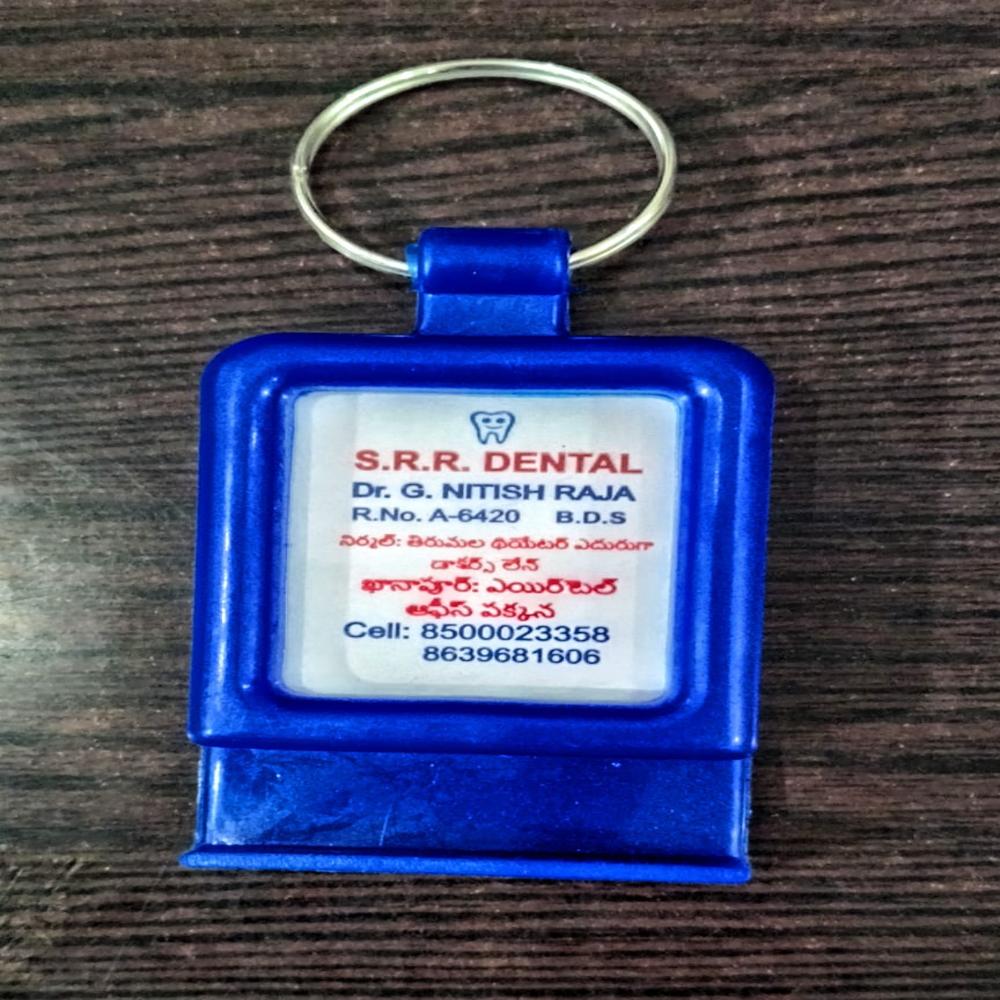 S.R.R. DENTAL
Dr. G. NITISH RAJA
R.No. A-6420 B.D.S
నిర్మల్: తిరుమల థియేటర్ ఎదురుగా
డాక్టర్స్ లేన్
ఖానాపూర్: ఎయిర్‌టెల్
ఆఫీస్ పక్కన
Cell: 8500023358
8639681606